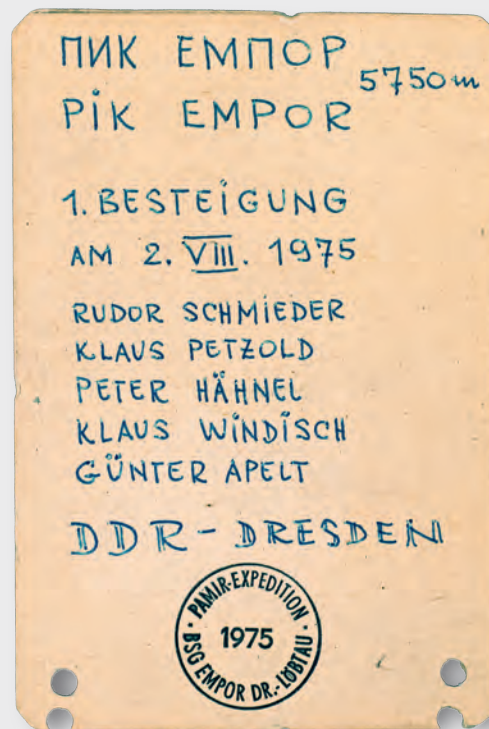 ПИК ЕМПОР 5750m
PIK EMPOR
1. BESTEIGUNG
AM 2. VIII. 1975
RUDOR SCHMIEDER
KLAUS PETZOLD
PETER HÄHNEL
KLAUS WINDISCH
GÜNTER APELT
DDR-DRESDEN
PAMIR-EXPEDITION
1975
BSG EMPOR DR.-LÖBTAU